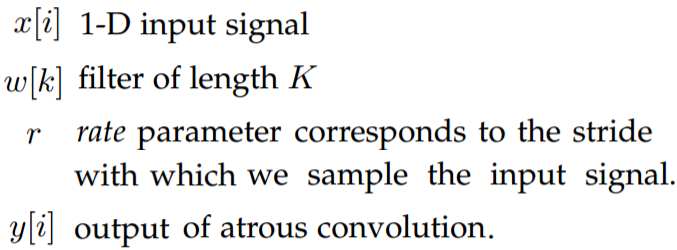 x[i] 1-D input signal
w[k] filter of length K
r rate parameter corresponds to the stride
with which we sample the input signal.
y[i] output of atrous convolution.